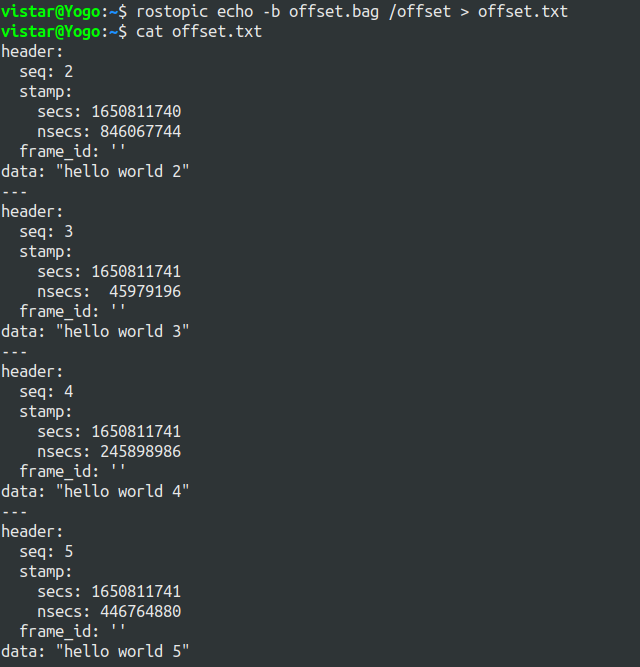 vistar@Yogo:~$ rostopic echo -b offset.bag /offset > offset.txt
vistar@Yogo:~$ cat offset.txt
header:
  seq: 2
  stamp:
    secs: 1650811740
    nsecs: 846067744
  frame_id: ''
data: "hello world 2"
---
header:
  seq: 3
  stamp:
    secs: 1650811741
    nsecs:  45979196
  frame_id: ''
data: "hello world 3"
---
header:
  seq: 4
  stamp:
    secs: 1650811741
    nsecs: 245898986
  frame_id: ''
data: "hello world 4"
---
header:
  seq: 5
  stamp:
    secs: 1650811741
    nsecs: 446764880
  frame_id: ''
data: "hello world 5"